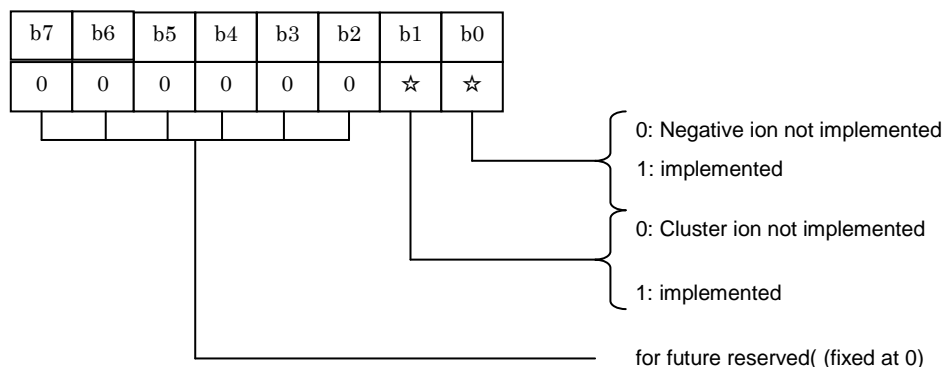 b7 b6 b5 b4 b3 b2 b1 b0
0 0 0 0 0 0 ☆ ☆
0: Negative ion not implemented
1: implemented
0: Cluster ion not implemented
1: implemented
for future reserved( (fixed at 0)